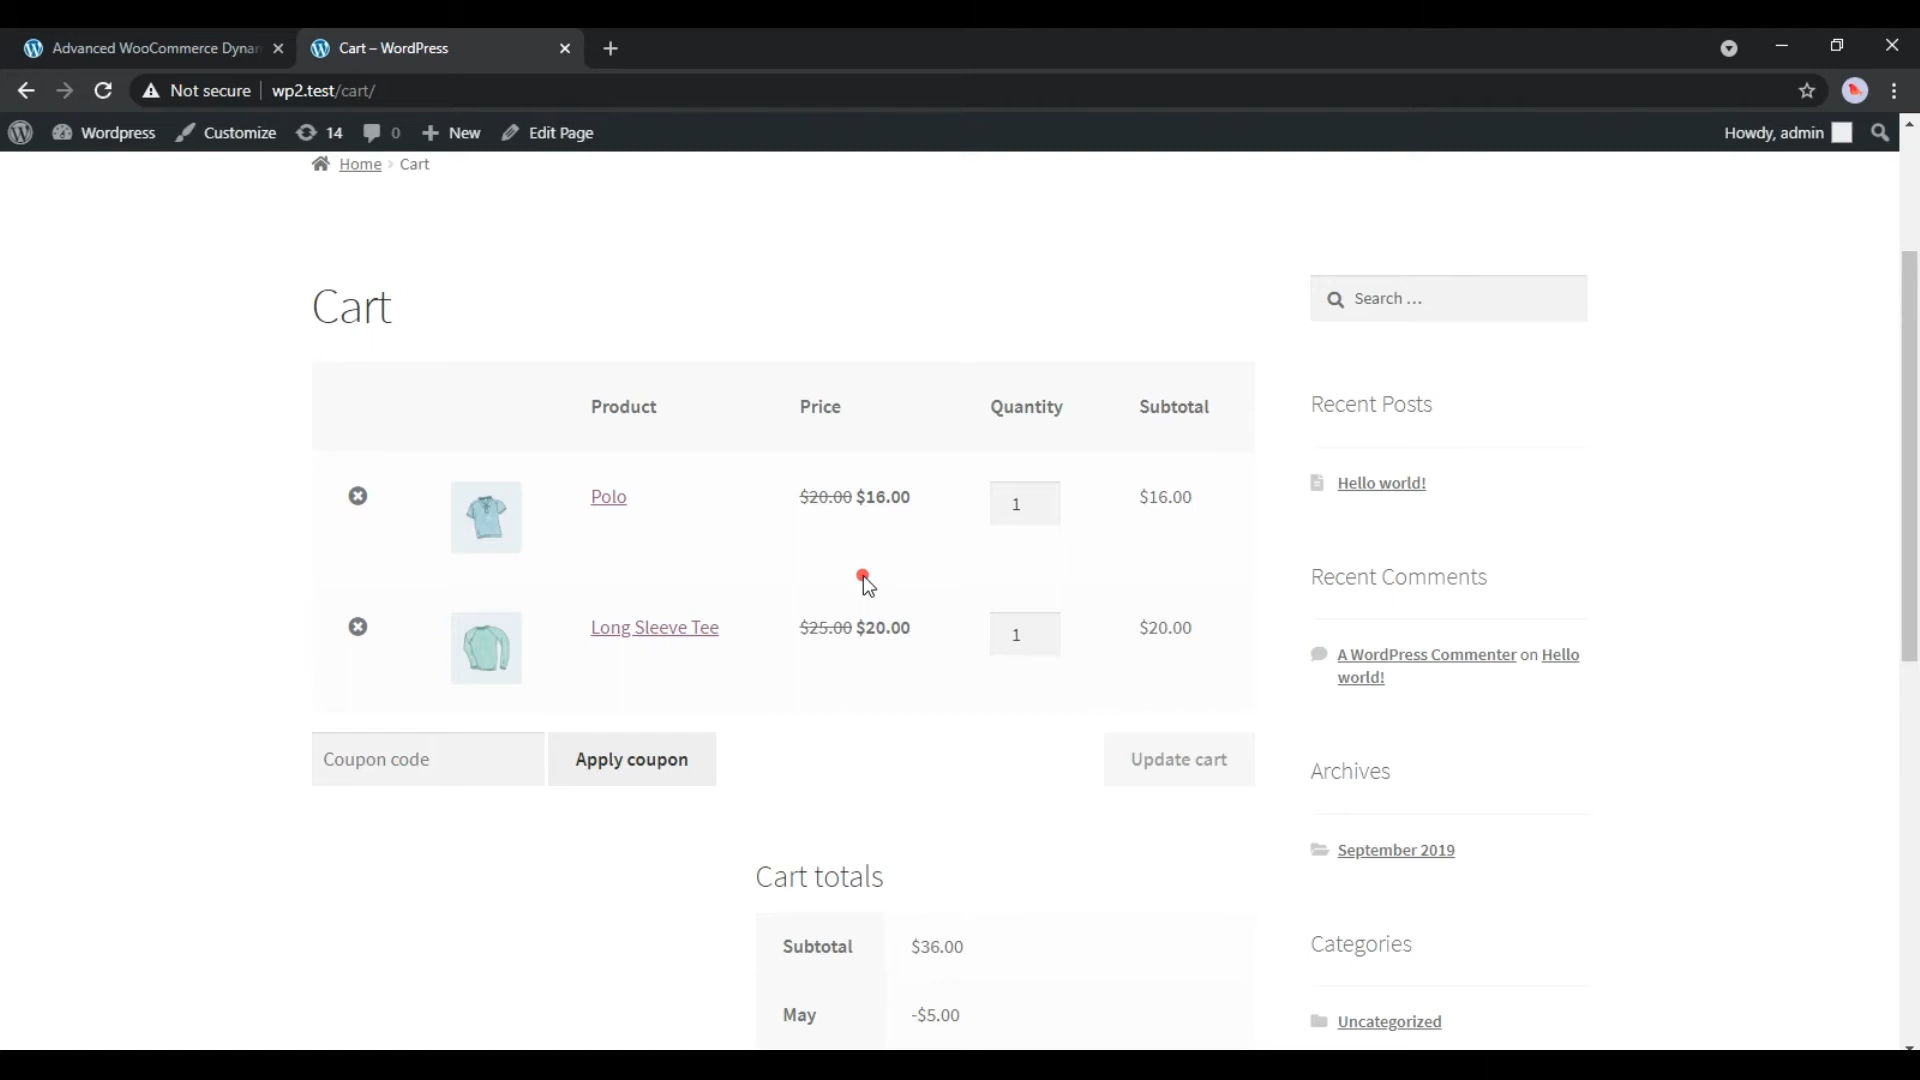 Advanced WooCommerce Dynar
Cart – WordPress
Not secure
wp2.test/cart/
Wordpress
Customize
14
0
New
Edit Page
Howdy, admin
Home
Cart
Cart
Search ...
Product
Price
Quantity
Subtotal
Polo
$20.00 $16.00
1
$16.00
Long Sleeve Tee
$25.00 $20.00
1
$20.00
Coupon code
Apply coupon
Update cart
Cart totals
Subtotal
$36.00
May
-$5.00
Recent Posts
Hello world!
Recent Comments
A WordPress Commenter on Hello
world!
Archives
September 2019
Categories
Uncategorized